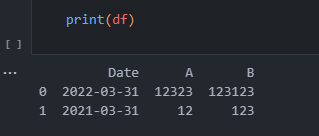 print(df)
[ ]
...
Date A B
0 2022-03-31 12323 123123
1 2021-03-31 12 123